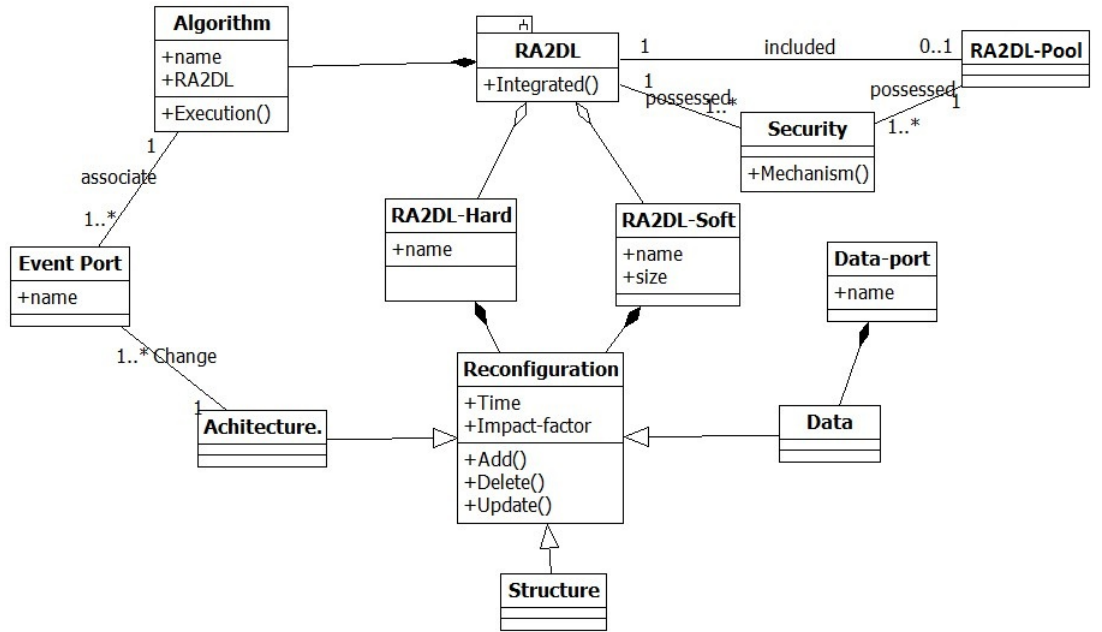 Algorithm
+name
+RA2DL
+Execution()
RA2DL
+Integrated()
1
included
0..1
RA2DL-Pool
1
possessed
1..*
possessed
1
1..*
Security
+Mechanism()
1
associate
1..*
Event Port
+name
RA2DL-Hard
+name
RA2DL-Soft
+name
+size
Data-port
+name
1..* Change
1
Achitecture.
Reconfiguration
+Time
+Impact-factor
+Add()
+Delete()
+Update()
Data
Structure